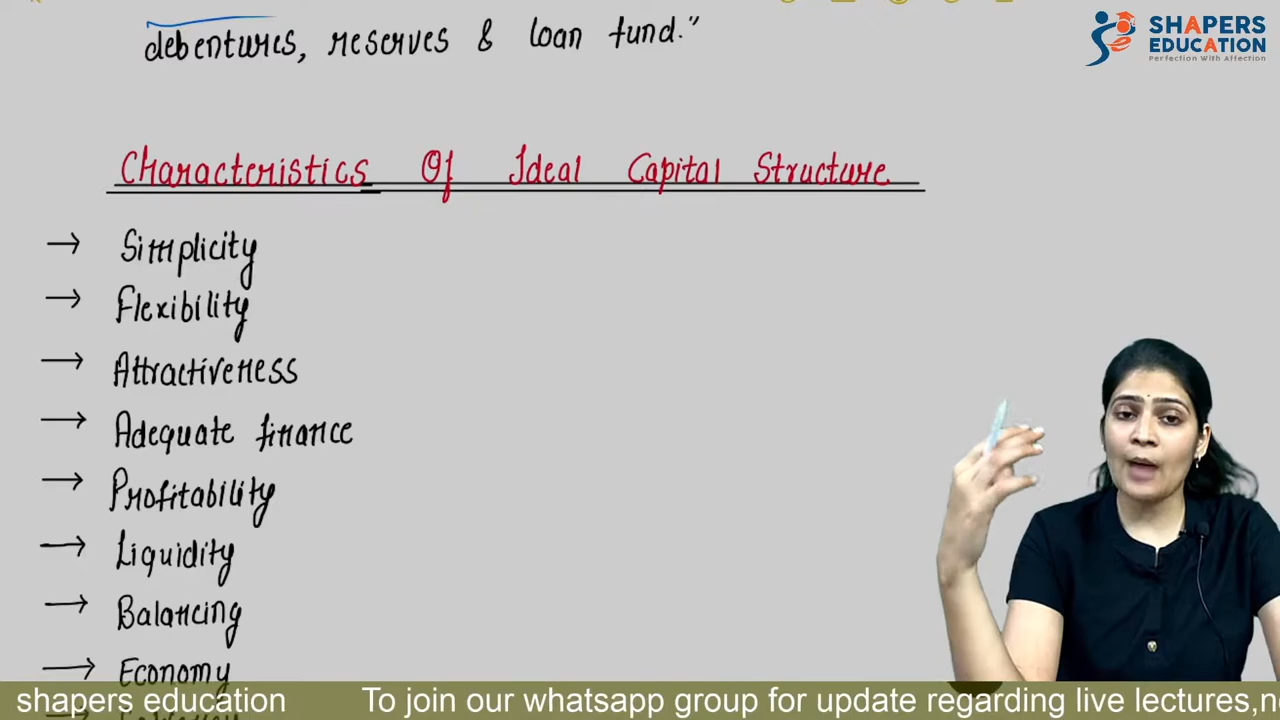 debentures, reserves & loan fund."
SHAPERS
EDUCATION
Perfection With Affection
Characteristics Of Ideal Capital Structure
→ Simplicity
→ Flexibility
→ Attractiveness
→ Adequate finance
→ Profitability
→ Liquidity
→ Balancing
→ Economy
shapers education To join our whatsapp group for update regarding live lectures,n